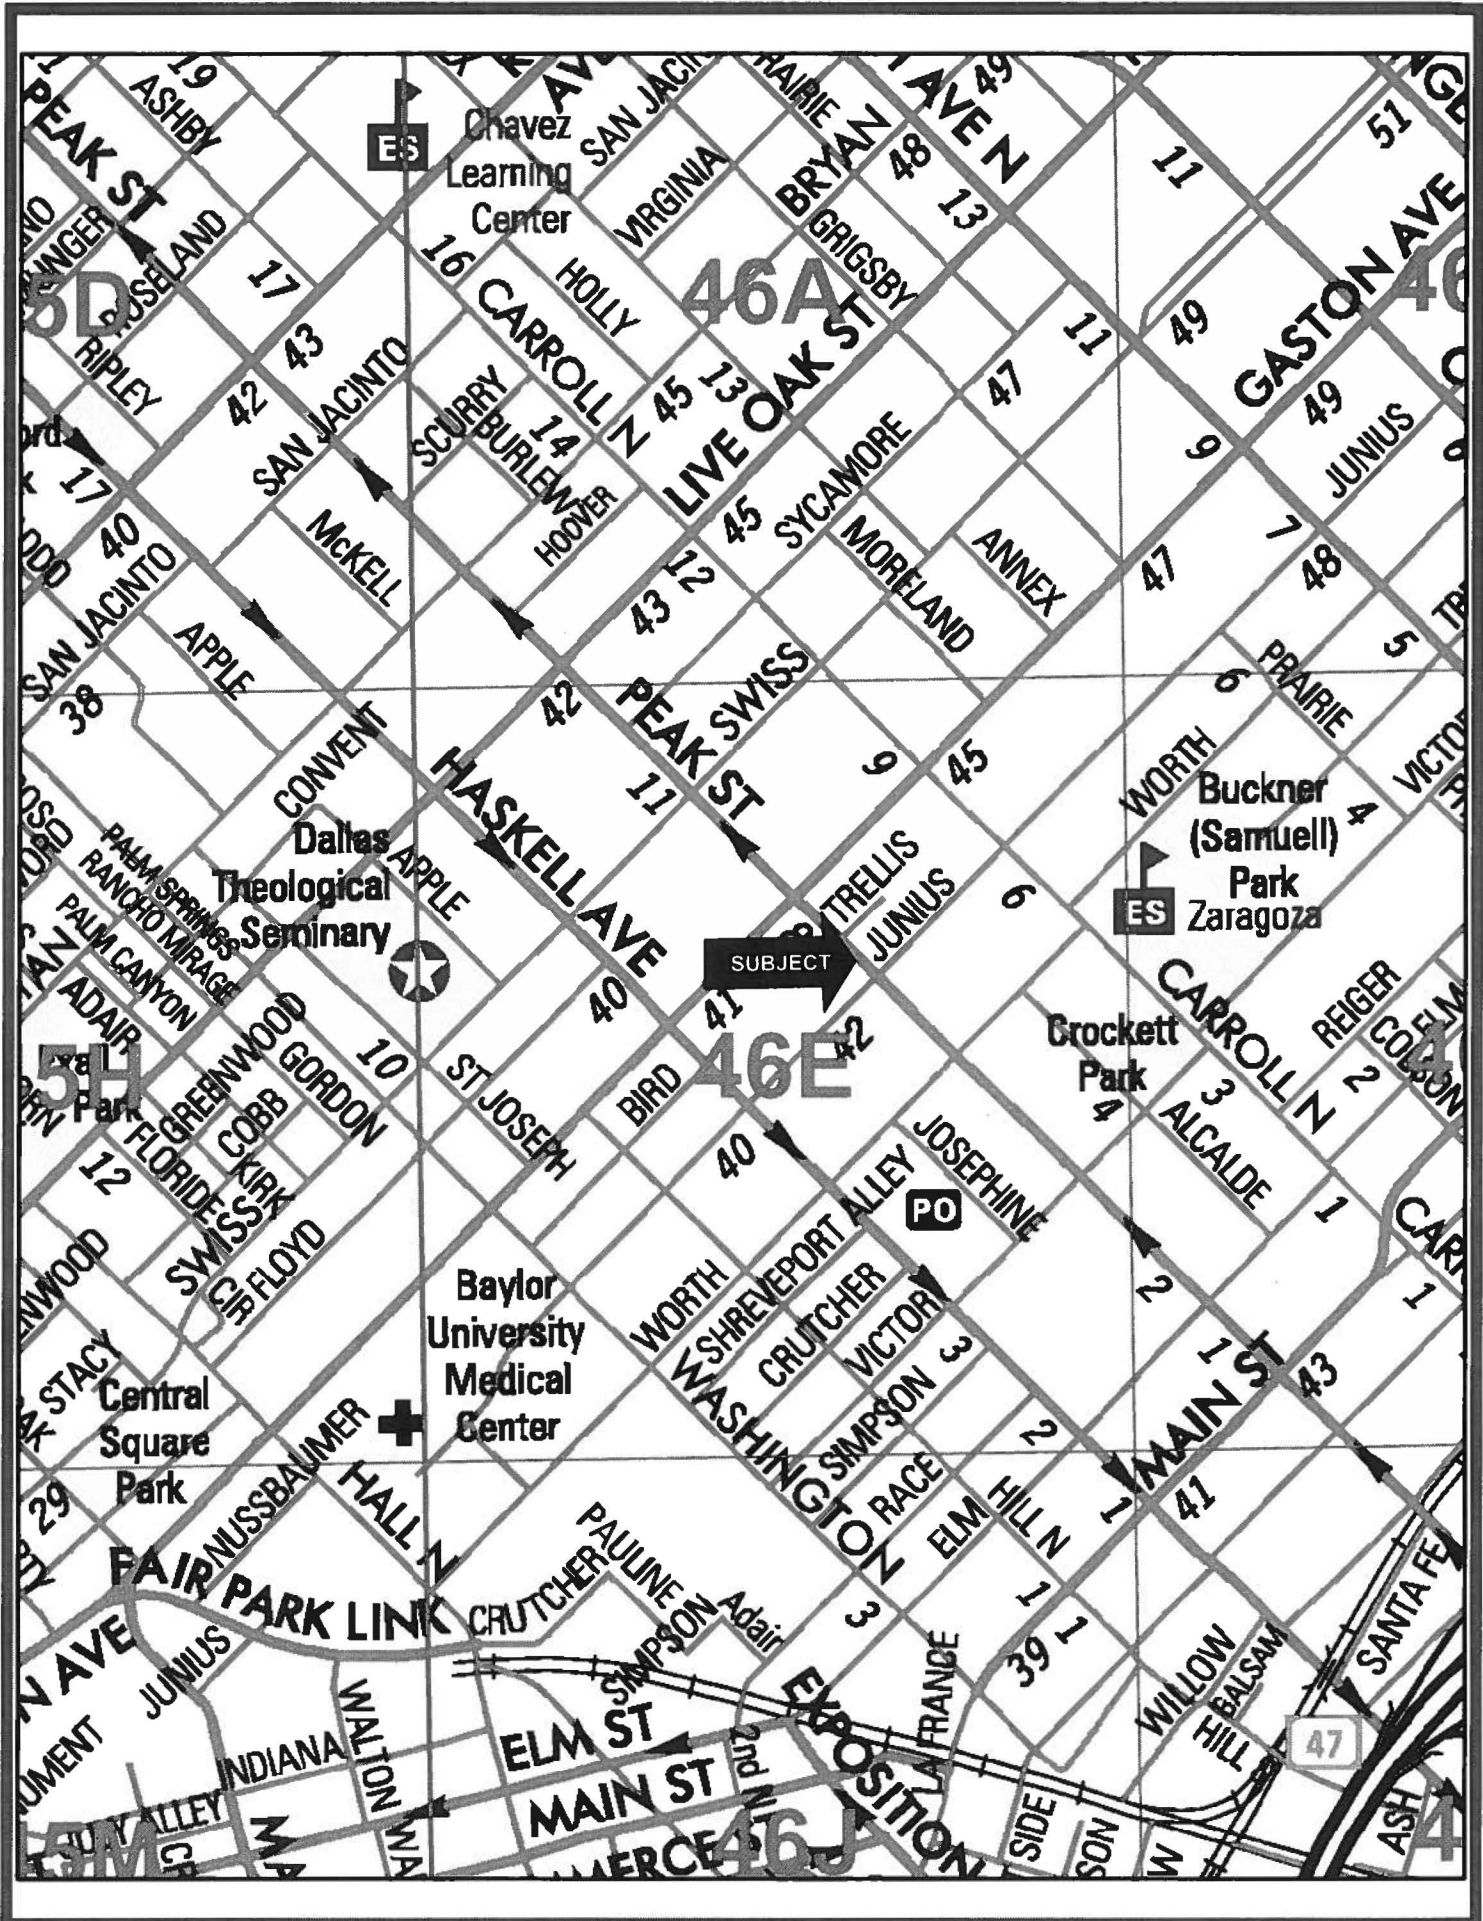 19
ASHBY
PEAK ST
ES
Chavez
Learning
Center
SAN JACIN
PRAIRIE
AVE N
49
48
13
11
51
BRYAN
VIRGINIA
GRIGSBY
ROSELAND
17
16
HOLLY
46A
GASTON AVE
5D
RIPLEY
43
42
CARROLL N
SAN JACINTO
SCURRY
BURLEW
14
45
13
LIVE OAK ST
11
49
47
49
JUNIUS
9
17
40
HOOVER
McKELL
45
SYCAMORE
MORELAND
ANNEX
47
7
48
12
43
SAN JACINTO
APPLE
38
5
6
PRAIRIE
42
PEAK ST
SWISS
CONVENT
HASKELL AVE
11
9
45
WORTH
Buckner
(Samuell)
Park
4
ES
Zaragoza
Dallas
Theological
Seminary
APPLE
PALM SPRINGS
RANCHO MIRAGE
PALM CANYON
TRELLIS
JUNIUS
6
SUBJECT
41
40
42
46E
ADAIR
5H
Park
GREENWOOD
GORDON
10
COBB
KIRK
FLORIDE
12
SWISS
CIR
FLOYD
ST JOSEPH
BIRD
40
Crockett
Park
4
CARROLL N
REIGER
3
2
ALCALDE
1
JOSEPHINE
PO
WORTH
SHREVEPORT ALLEY
CRUTCHER
VICTOR
3
SIMPSON
WASHINGTON
RACE
ELM
HILL N
2
2
1
MAIN ST
43
1
41
1
Baylor
University
Medical
Center
STACY
Central
Square
Park
29
NUSSBAUMER
HALL N
FAIR PARK LINK
CRUTCHER
PAULINE
SIMPSON
Adair
3
1
1
39
LA FRANCE
WILLOW
BALSAM
HILL
SANTA FE
47
JUNIUS
WALTON
INDIANA
ALLEY
ELM ST
MAIN ST
2nd N
EXPOSITION
SIDE
ASH
5M
46J